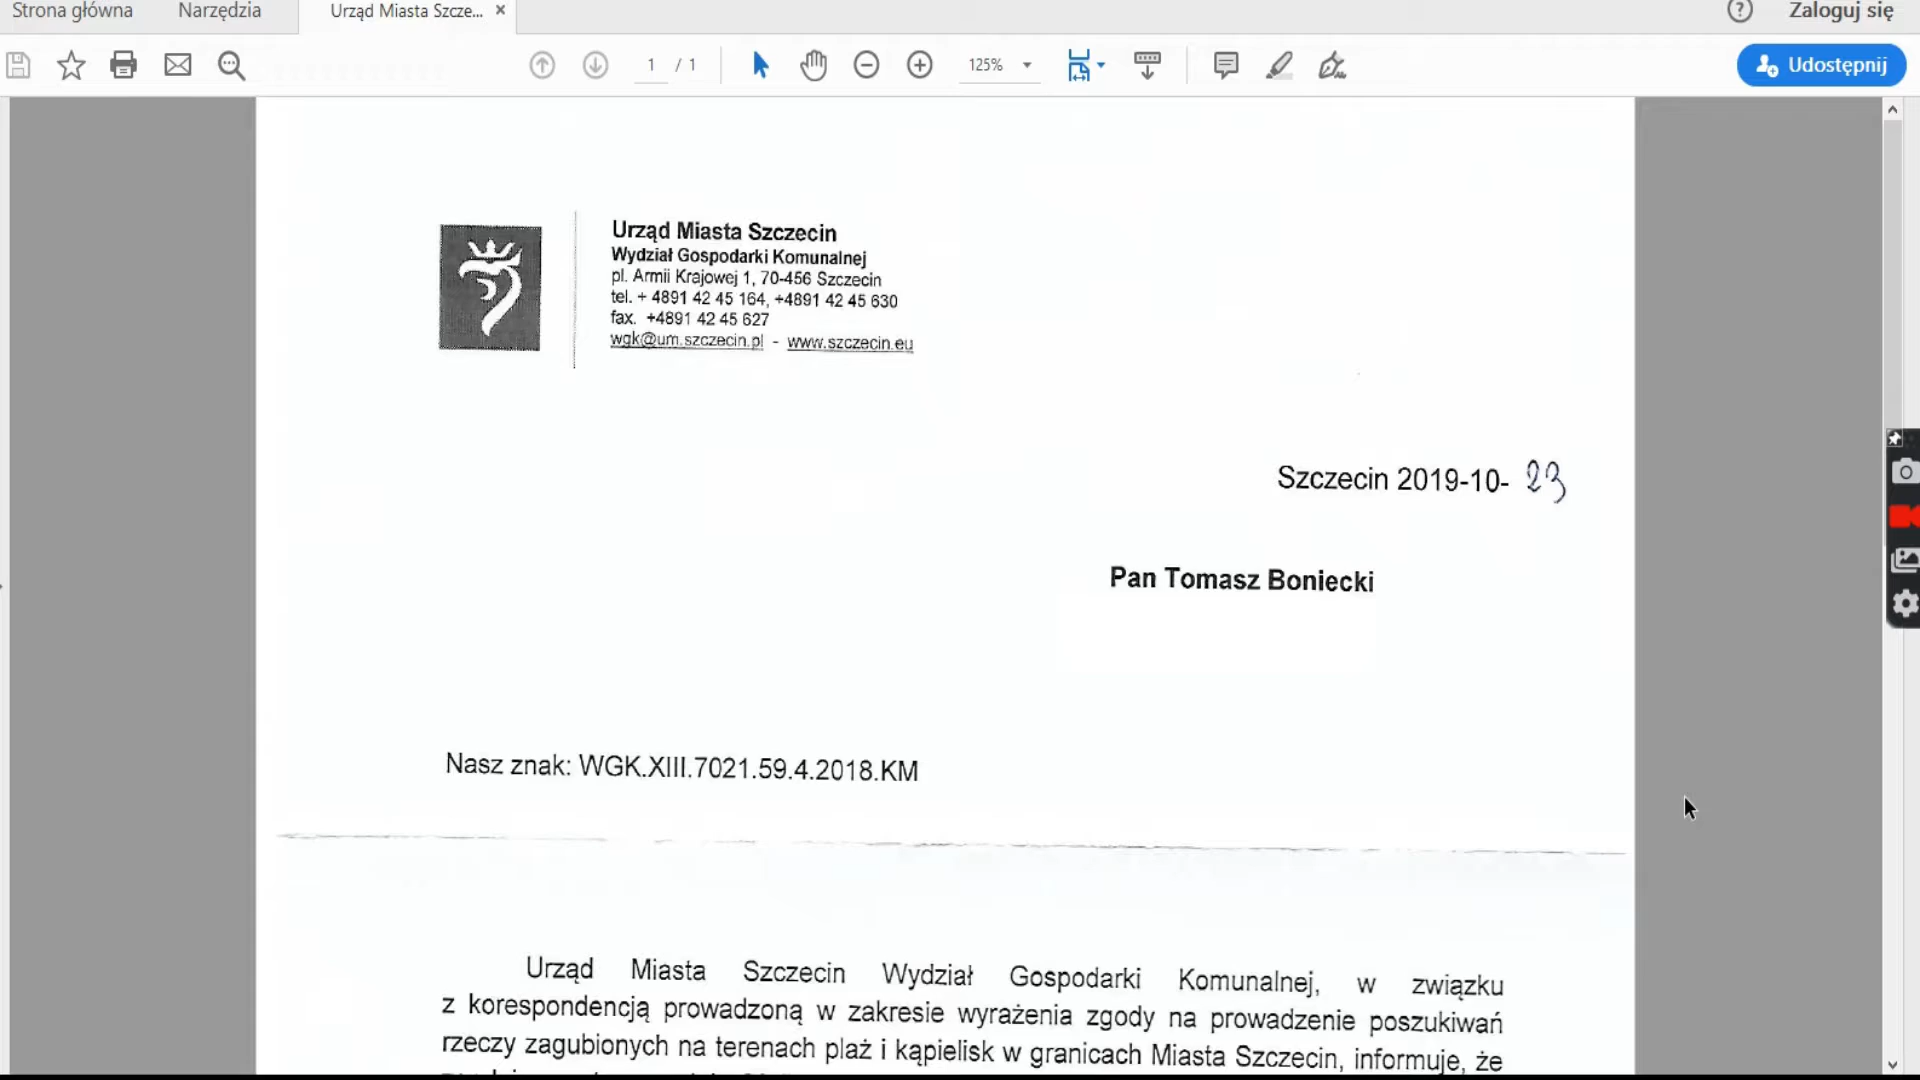 Strona główna Narzędzia Urząd Miasta Szcze... × ? Zaloguj się
1 / 1 125% Udostępnij
Urząd Miasta Szczecin
Wydział Gospodarki Komunalnej
pl. Armii Krajowej 1, 70-456 Szczecin
tel. + 4891 42 45 164, +4891 42 45 630
fax. +4891 42 45 627
wgk@um.szczecin.pl - www.szczecin.eu
Szczecin 2019-10- 23
Pan Tomasz Boniecki
Nasz znak: WGK.XIII.7021.59.4.2018.KM
Urząd Miasta Szczecin Wydział Gospodarki Komunalnej, w związku
z korespondencją prowadzoną w zakresie wyrażenia zgody na prowadzenie poszukiwań
rzeczy zagubionych na terenach plaż i kąpielisk w granicach Miasta Szczecin, informuję, że